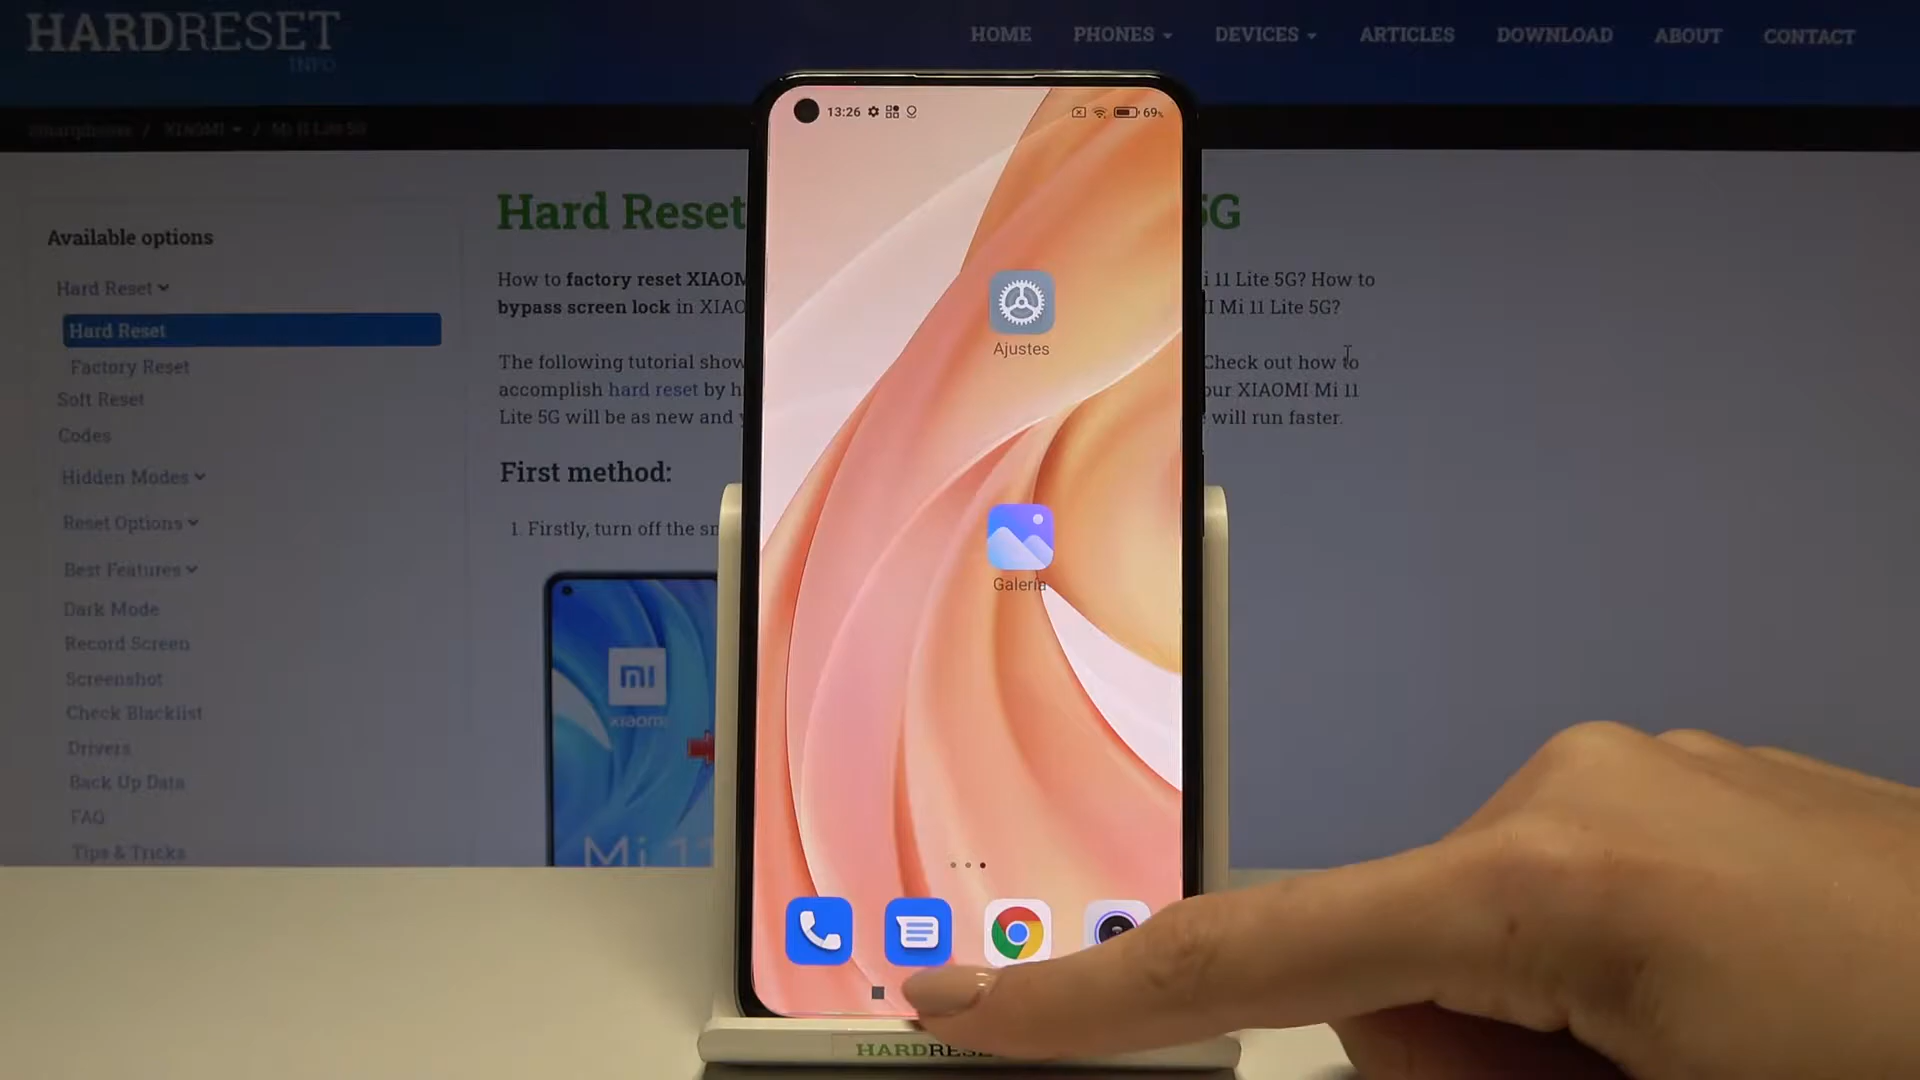 HARDRESET
INFO
HOME PHONES DEVICES ARTICLES DOWNLOAD ABOUT CONTACT
Smartphones / XIAOMI / Mi 11 Lite 5G
Available options
Hard Reset
Hard Reset
Factory Reset
Soft Reset
Codes
Hidden Modes
Reset Options
Best Features
Dark Mode
Record Screen
Screenshot
Check Blacklist
Drivers
Back Up Data
FAQ
Tips & Tricks
Hard Reset 5G
How to factory reset XIAOM i 11 Lite 5G? How to
bypass screen lock in XIAO I Mi 11 Lite 5G?
The following tutorial show Check out how to
accomplish hard reset by h our XIAOMI Mi 11
Lite 5G will be as new and will run faster.
First method:
1. Firstly, turn off the
mi
xiaomi
Mi 11
13:26 69%
Ajustes
Galería
HARDRESE